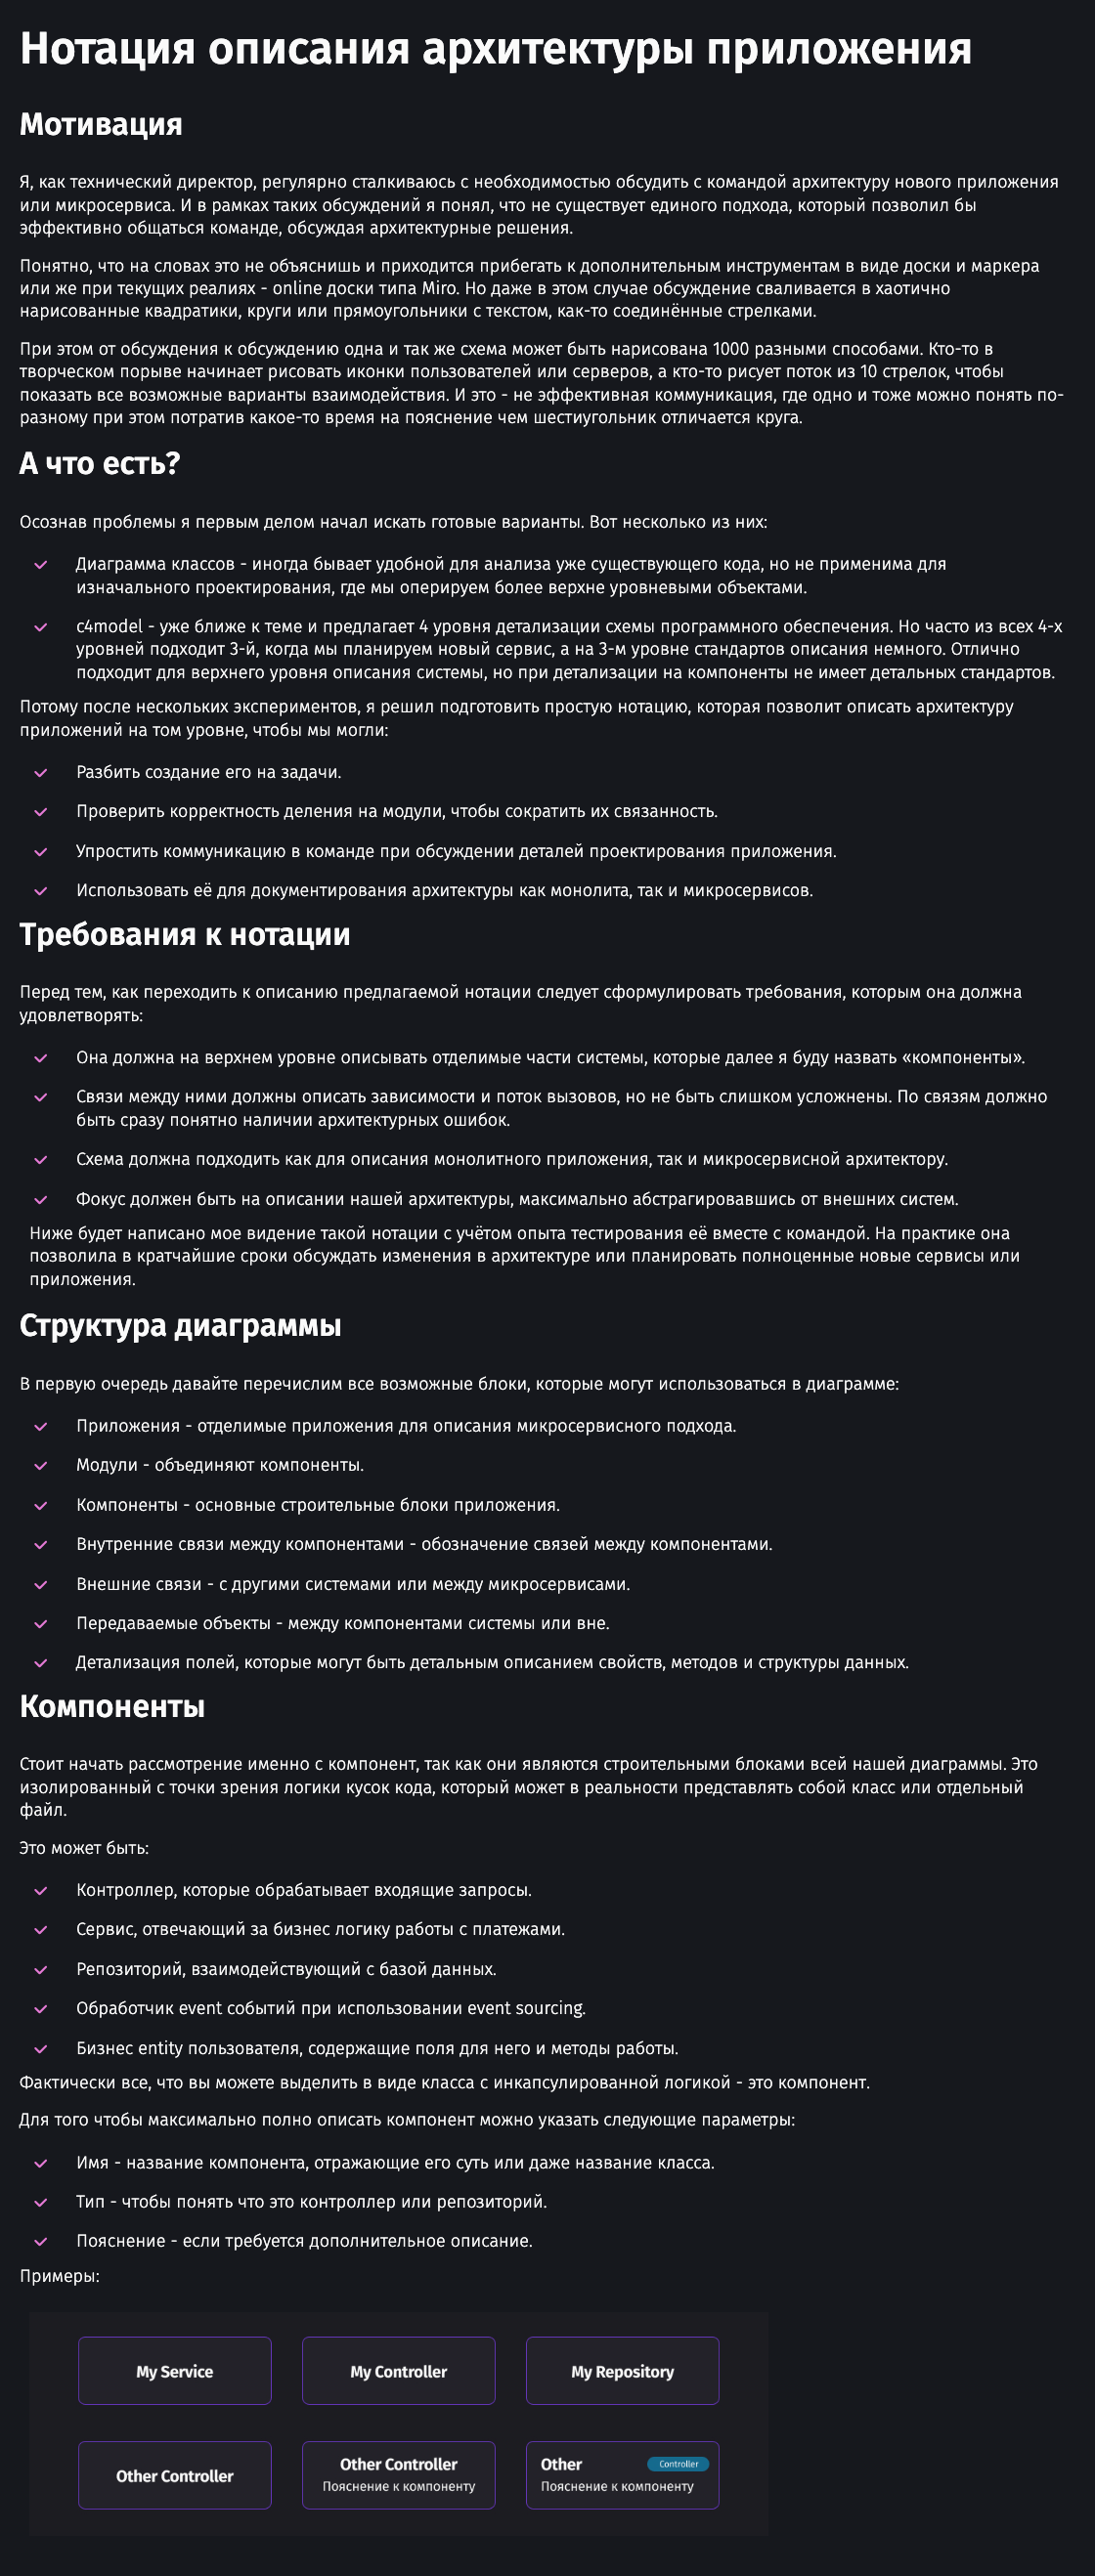 Нотация описания архитектуры приложения
Мотивация
Я, как технический директор, регулярно сталкиваюсь с необходимостью обсудить с командой архитектуру нового приложения
или микросервиса. И в рамках таких обсуждений я понял, что не существует единого подхода, который позволил бы
эффективно общаться команде, обсуждая архитектурные решения.
Понятно, что на словах это не объяснишь и приходится прибегать к дополнительным инструментам в виде доски и маркера
или же при текущих реалиях - online доски типа Miro. Но даже в этом случае обсуждение сваливается в хаотично
нарисованные квадратики, круги или прямоугольники с текстом, как-то соединённые стрелками.
При этом от обсуждения к обсуждению одна и так же схема может быть нарисована 1000 разными способами. Кто-то в
творческом порыве начинает рисовать иконки пользователей или серверов, а кто-то рисует поток из 10 стрелок, чтобы
показать все возможные варианты взаимодействия. И это - не эффективная коммуникация, где одно и тоже можно понять по-
разному при этом потратив какое-то время на пояснение чем шестиугольник отличается круга.
А что есть?
Осознав проблемы я первым делом начал искать готовые варианты. Вот несколько из них:
Диаграмма классов - иногда бывает удобной для анализа уже существующего кода, но не применима для
изначального проектирования, где мы оперируем более верхне уровневыми объектами.
c4model - уже ближе к теме и предлагает 4 уровня детализации схемы программного обеспечения. Но часто из всех 4-х
уровней подходит 3-й, когда мы планируем новый сервис, а на 3-м уровне стандартов описания немного. Отлично
подходит для верхнего уровня описания системы, но при детализации на компоненты не имеет детальных стандартов.
Потому после нескольких экспериментов, я решил подготовить простую нотацию, которая позволит описать архитектуру
приложений на том уровне, чтобы мы могли:
Разбить создание его на задачи.
Проверить корректность деления на модули, чтобы сократить их связанность.
Упростить коммуникацию в команде при обсуждении деталей проектирования приложения.
Использовать её для документирования архитектуры как монолита, так и микросервисов.
Требования к нотации
Перед тем, как переходить к описанию предлагаемой нотации следует сформулировать требования, которым она должна
удовлетворять:
Она должна на верхнем уровне описывать отделимые части системы, которые далее я буду назвать «компоненты».
Связи между ними должны описать зависимости и поток вызовов, но не быть слишком усложнены. По связям должно
быть сразу понятно наличии архитектурных ошибок.
Схема должна подходить как для описания монолитного приложения, так и микросервисной архитектору.
Фокус должен быть на описании нашей архитектуры, максимально абстрагировавшись от внешних систем.
Ниже будет написано мое видение такой нотации с учётом опыта тестирования её вместе с командой. На практике она
позволила в кратчайшие сроки обсуждать изменения в архитектуре или планировать полноценные новые сервисы или
приложения.
Структура диаграммы
В первую очередь давайте перечислим все возможные блоки, которые могут использоваться в диаграмме:
Приложения - отделимые приложения для описания микросервисного подхода.
Модули - объединяют компоненты.
Компоненты - основные строительные блоки приложения.
Внутренние связи между компонентами - обозначение связей между компонентами.
Внешние связи - с другими системами или между микросервисами.
Передаваемые объекты - между компонентами системы или вне.
Детализация полей, которые могут быть детальным описанием свойств, методов и структуры данных.
Компоненты
Стоит начать рассмотрение именно с компонент, так как они являются строительными блоками всей нашей диаграммы. Это
изолированный с точки зрения логики кусок кода, который может в реальности представлять собой класс или отдельный
файл.
Это может быть:
Контроллер, которые обрабатывает входящие запросы.
Сервис, отвечающий за бизнес логику работы с платежами.
Репозиторий, взаимодействующий с базой данных.
Обработчик event событий при использовании event sourcing.
Бизнес entity пользователя, содержащие поля для него и методы работы.
Фактически все, что вы можете выделить в виде класса с инкапсулированной логикой - это компонент.
Для того чтобы максимально полно описать компонент можно указать следующие параметры:
Имя - название компонента, отражающие его суть или даже название класса.
Тип - чтобы понять что это контроллер или репозиторий.
Пояснение - если требуется дополнительное описание.
Примеры:
My Service
My Controller
My Repository
Other Controller
Other Controller
Пояснение к компоненту
Other
Controller
Пояснение к компоненту